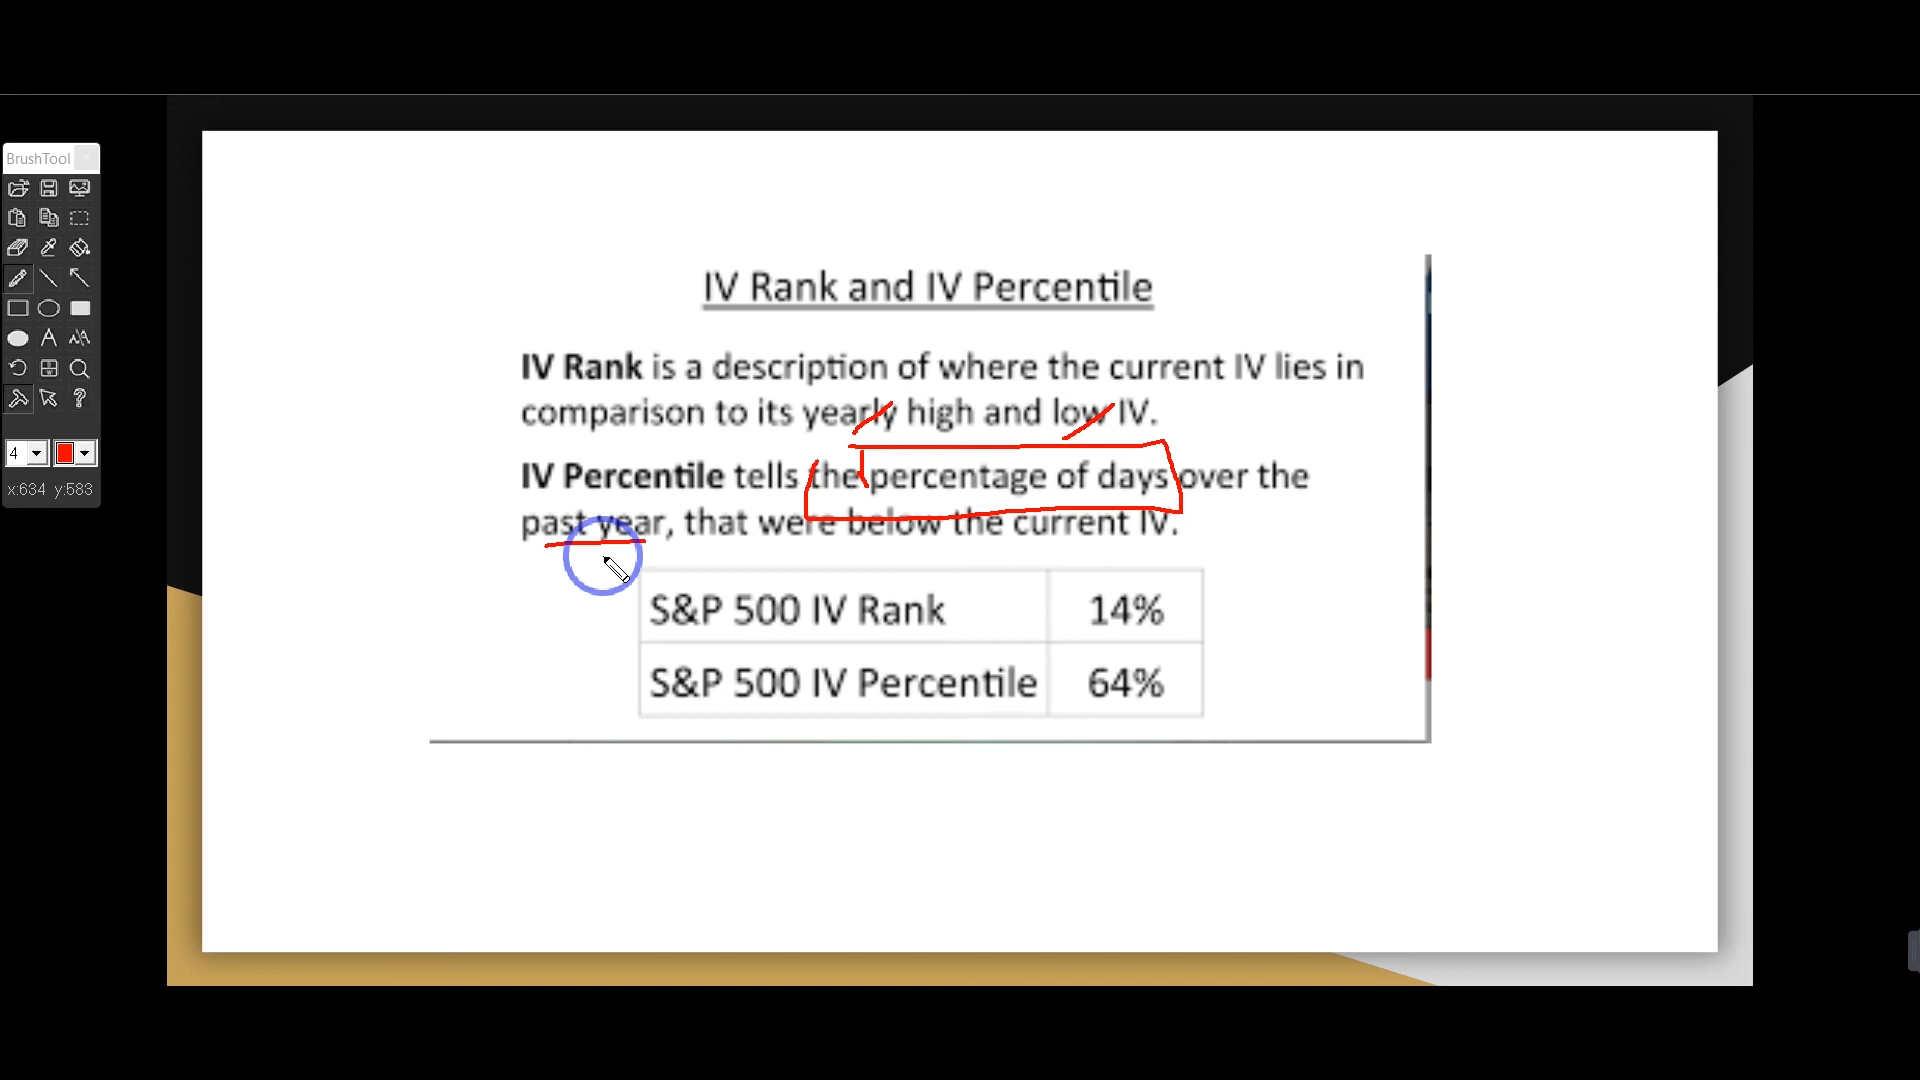 BrushTool
4
x:634 y:583
IV Rank and IV Percentile
IV Rank is a description of where the current IV lies in
comparison to its yearly high and low IV.
IV Percentile tells the percentage of days over the
past year, that were below the current IV.
S&P 500 IV Rank 14%
S&P 500 IV Percentile 64%